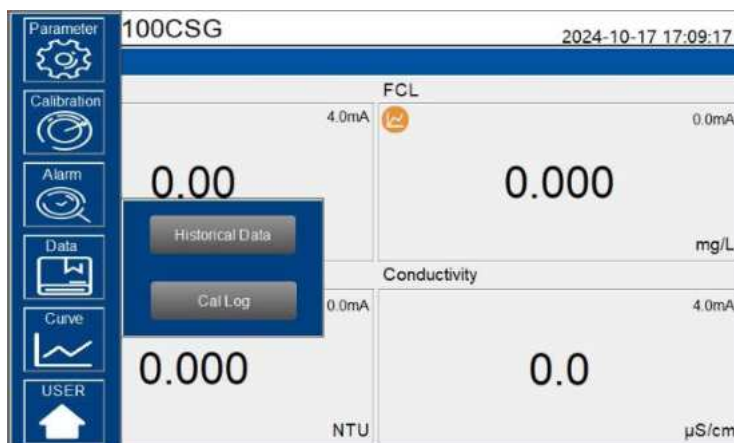 Parameter
100CSG
2024-10-17 17:09:17
Calibration
FCL
4.0mA
0.0mA
Alarm
0.00
0.000
Historical Data
Data
mg/L
Conductivity
Cal Log
0.0mA
4.0mA
Curve
0.000
0.0
USER
NTU
µS/cm